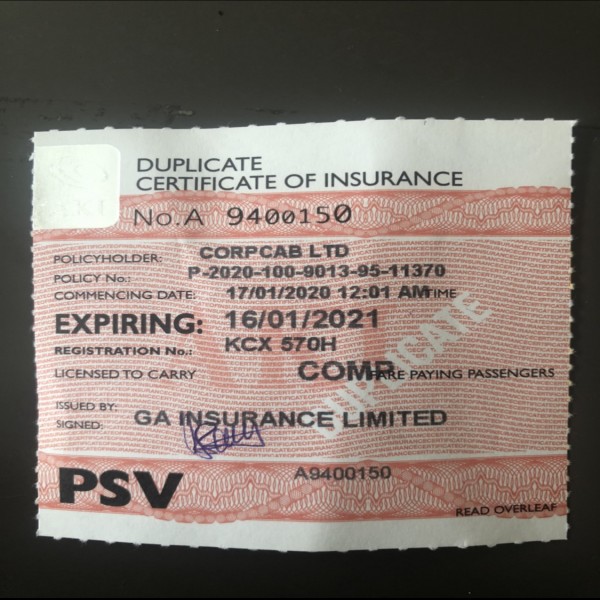 DUPLICATE
CERTIFICATE OF INSURANCE
No.A 9400150
POLICYHOLDER: CORPCAB LTD
POLICY No.: P-2020-100-9013-95-11370
COMMENCING DATE: 17/01/2020 12:01 AM TIME
EXPIRING: 16/01/2021
REGISTRATION No.: KCX 570H
LICENSED TO CARRY COMP FARE PAYING PASSENGERS
ISSUED BY: GA INSURANCE LIMITED
SIGNED:
DUPLICATE
A9400150
PSV
READ OVERLEAF